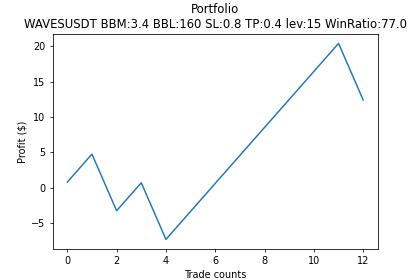 Portfolio
WAVESUSDT BBM:3.4 BBL:160 SL:0.8 TP:0.4 lev:15 WinRatio:77.0
20
15
10
5
0
−5
Profit ($)
0 2 4 6 8 10 12
Trade counts